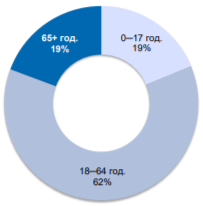 65+ год.
19%
0–17 год.
19%
18–64 год.
62%